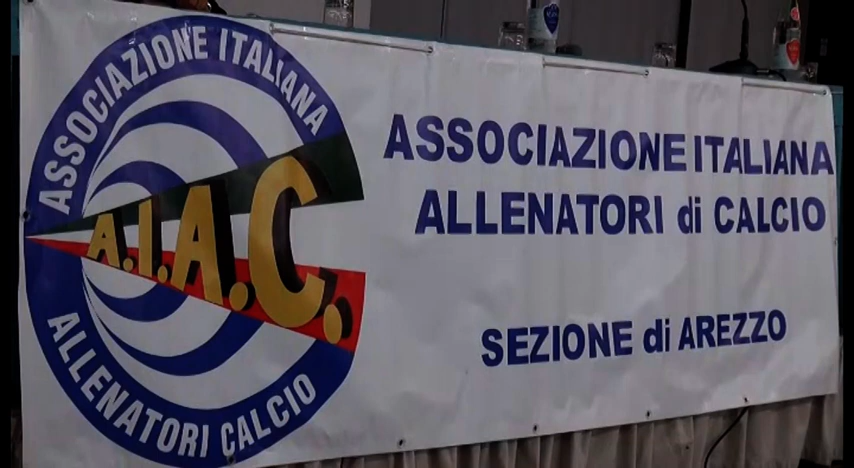 ASSOCIAZIONE ITALIANA
A.I.A.C.
ALLENATORI CALCIO
ASSOCIAZIONE ITALIANA
ALLENATORI di CALCIO
SEZIONE di AREZZO